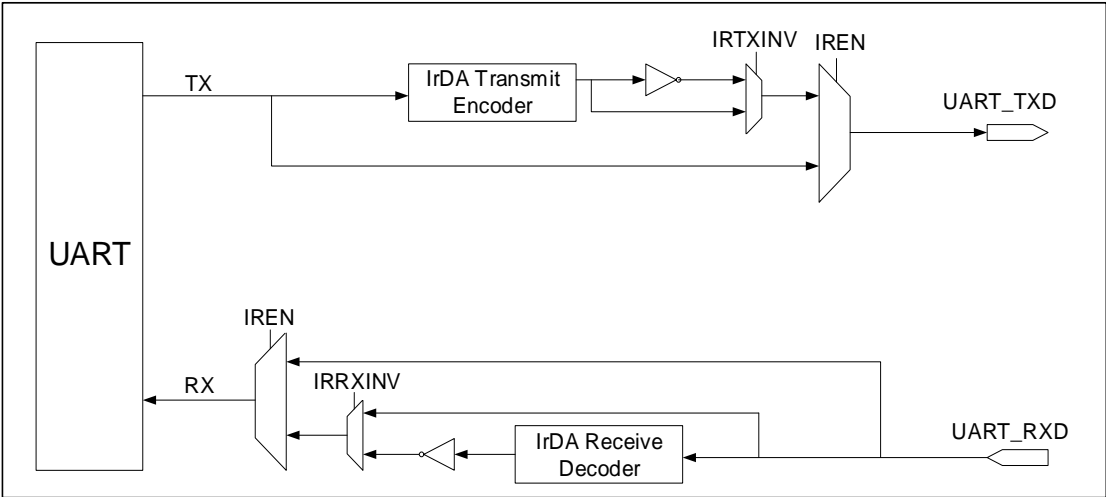 IRTXINV
IREN
TX
IrDA Transmit
Encoder
UART_TXD
UART
IREN
RX
IRRXINV
IrDA Receive
Decoder
UART_RXD